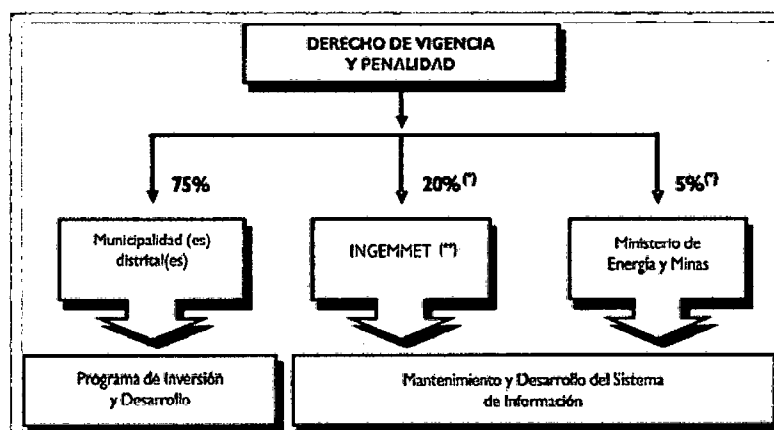 DERECHO DE VIGENCIA
Y PENALIDAD
75%
20%(*)
5%(*)
Municipalidad (es)
distrital(es)
INGEMMET (**)
Ministerio de
Energía y Minas
Programa de Inversión
y Desarrollo
Mantenimiento y Desarrollo del Sistema
de Información